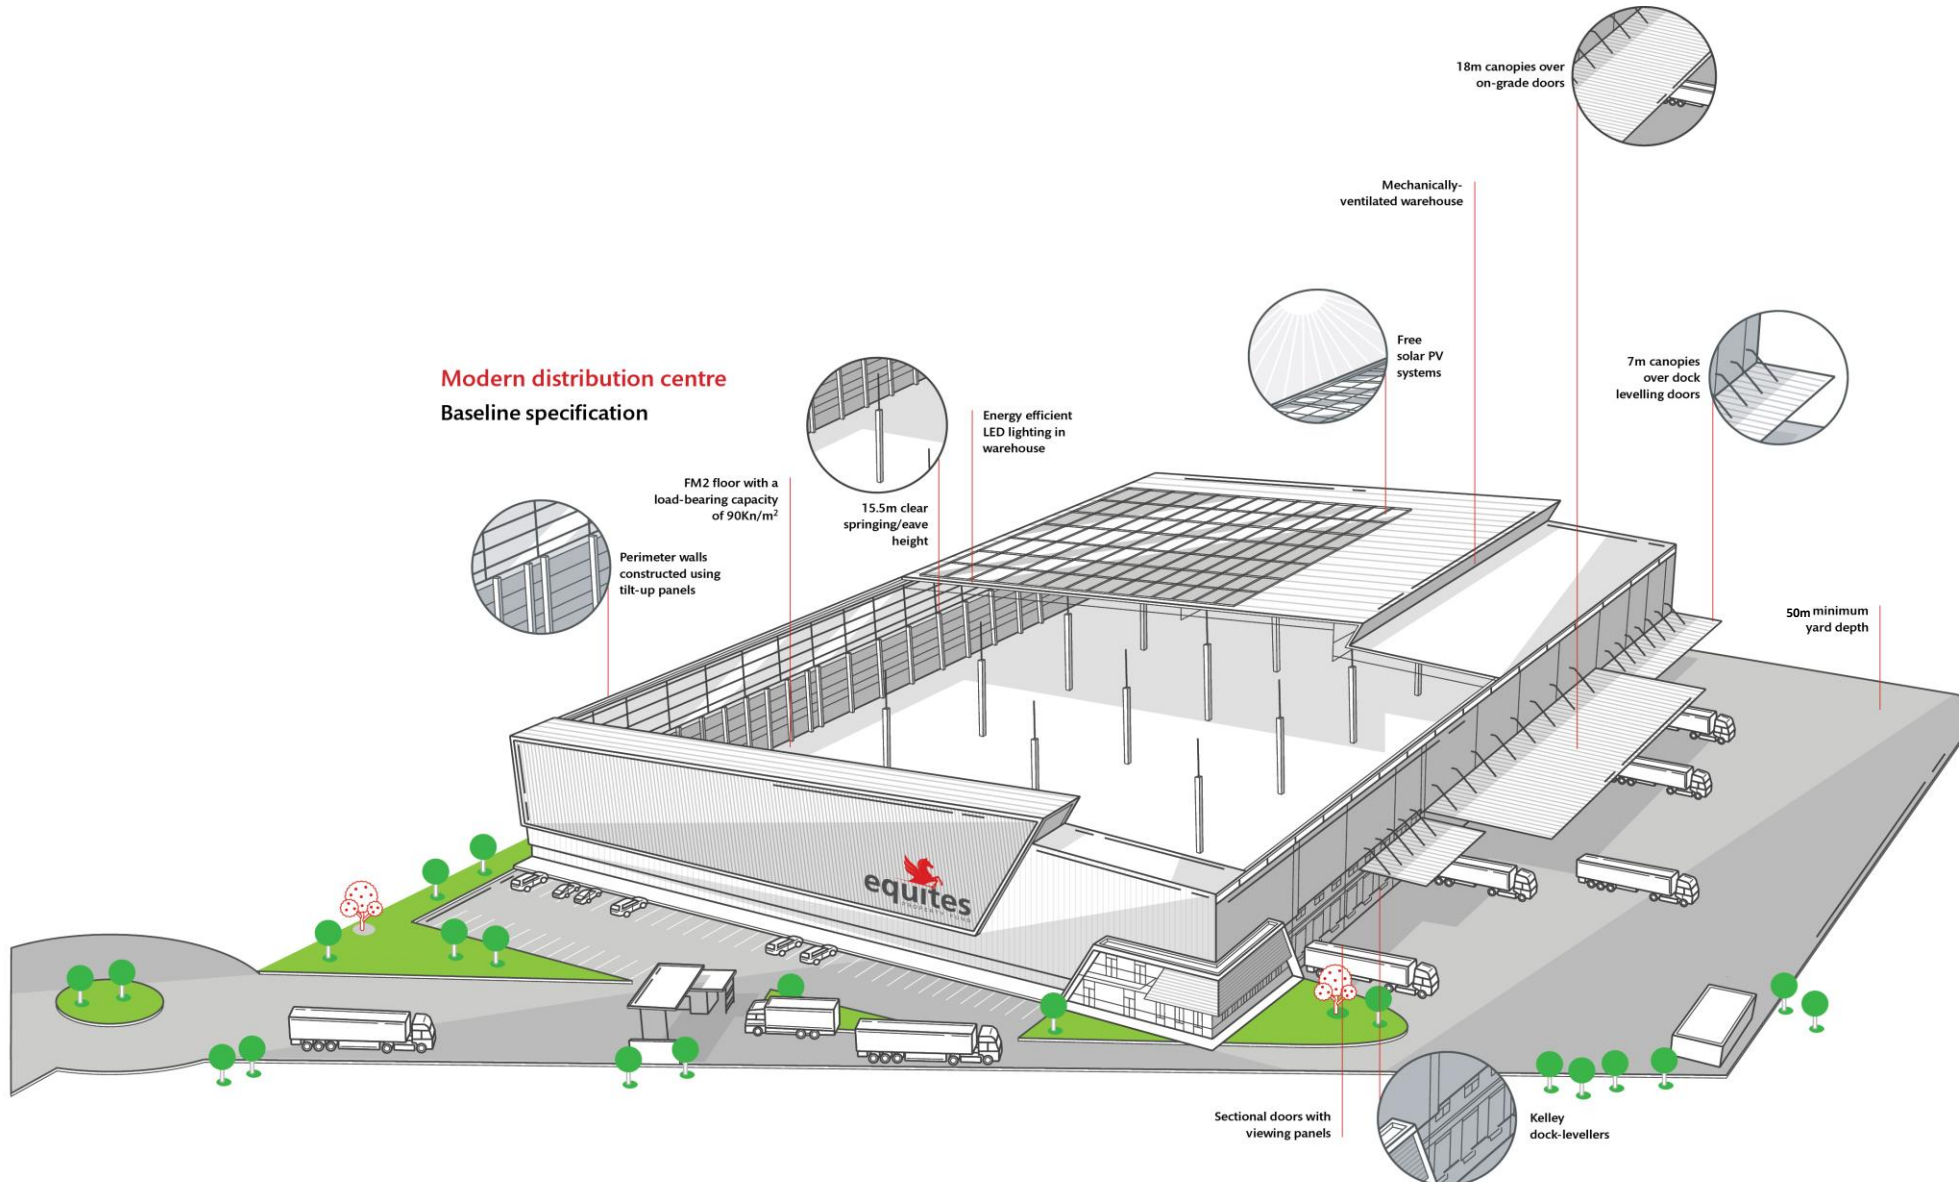 18m canopies over
on-grade doors
Mechanically-
ventilated warehouse
Free
solar PV
systems
7m canopies
over dock
levelling doors
Modern distribution centre
Baseline specification
Energy efficient
LED lighting in
warehouse
FM2 floor with a
load-bearing capacity
of 90Kn/m²
15.5m clear
springing/eave
height
Perimeter walls
constructed using
tilt-up panels
50m minimum
yard depth
equites
PROPERTY FUND
Sectional doors with
viewing panels
Kelley
dock-levellers